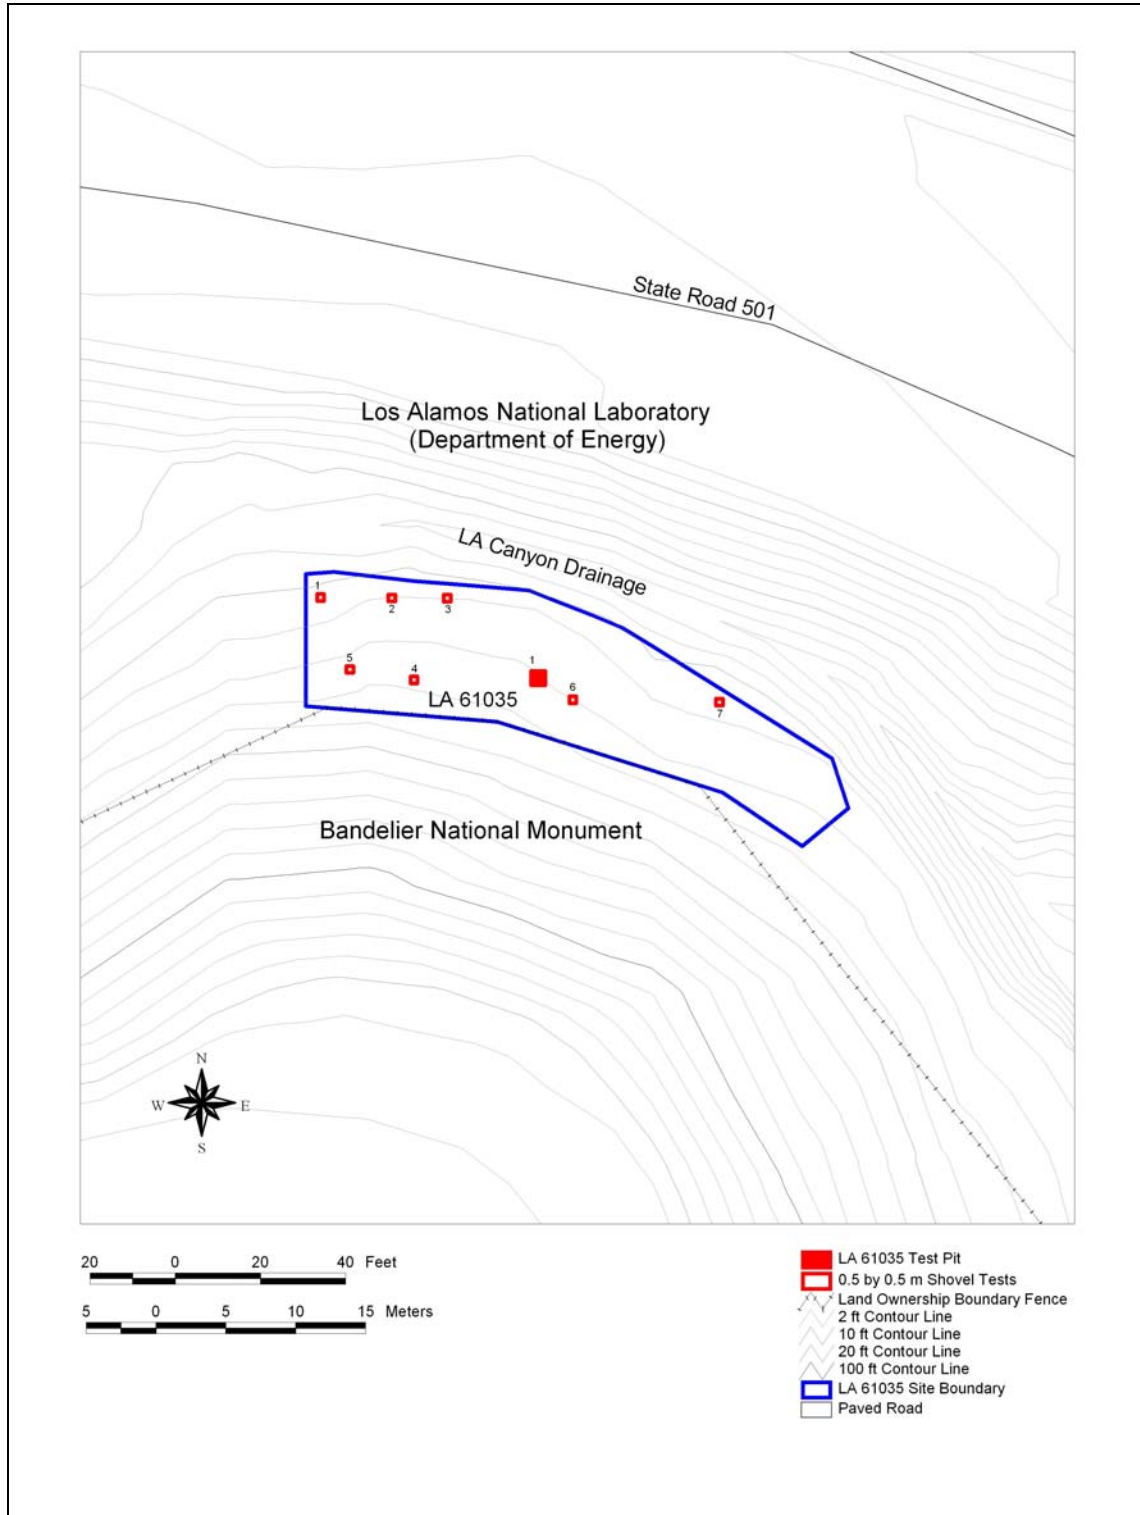 State Road 501
Los Alamos National Laboratory
(Department of Energy)
LA Canyon Drainage
1
2
3
5
4
1
6
7
LA 61035
Bandelier National Monument
N
W
E
S
20 0 20 40 Feet
5 0 5 10 15 Meters
LA 61035 Test Pit
0.5 by 0.5 m Shovel Tests
Land Ownership Boundary Fence
2 ft Contour Line
10 ft Contour Line
20 ft Contour Line
100 ft Contour Line
LA 61035 Site Boundary
Paved Road